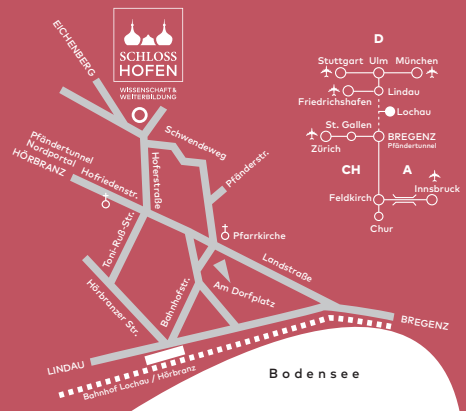 SCHLOSS
HOFEN
WISSENSCHAFT &
WEITERBILDUNG
EICHENBERG
Schwendeweg
Pfändertunnel
Nordportal
HÖRBRANZ
Hofriedenstr.
Hoferstraße
Pfänderstr.
Toni-Ruß-Str.
Pfarrkirche
Landstraße
Hörbranzer Str.
Bahnhofstr.
Am Dorfplatz
LINDAU
Bahnhof Lochau / Hörbranz
BREGENZ
Bodensee
D
Stuttgart
Ulm
München
Lindau
Friedrichshafen
Lochau
St. Gallen
BREGENZ
Pfändertunnel
Zürich
CH
A
Innsbruck
Feldkirch
Chur